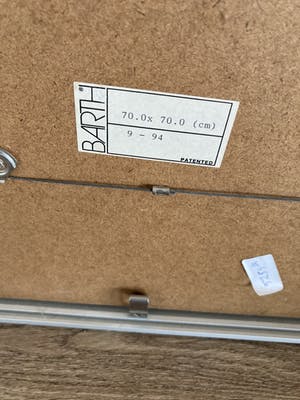 BARTH
70.0x 70.0 (cm)
9 - 94
PATENTED